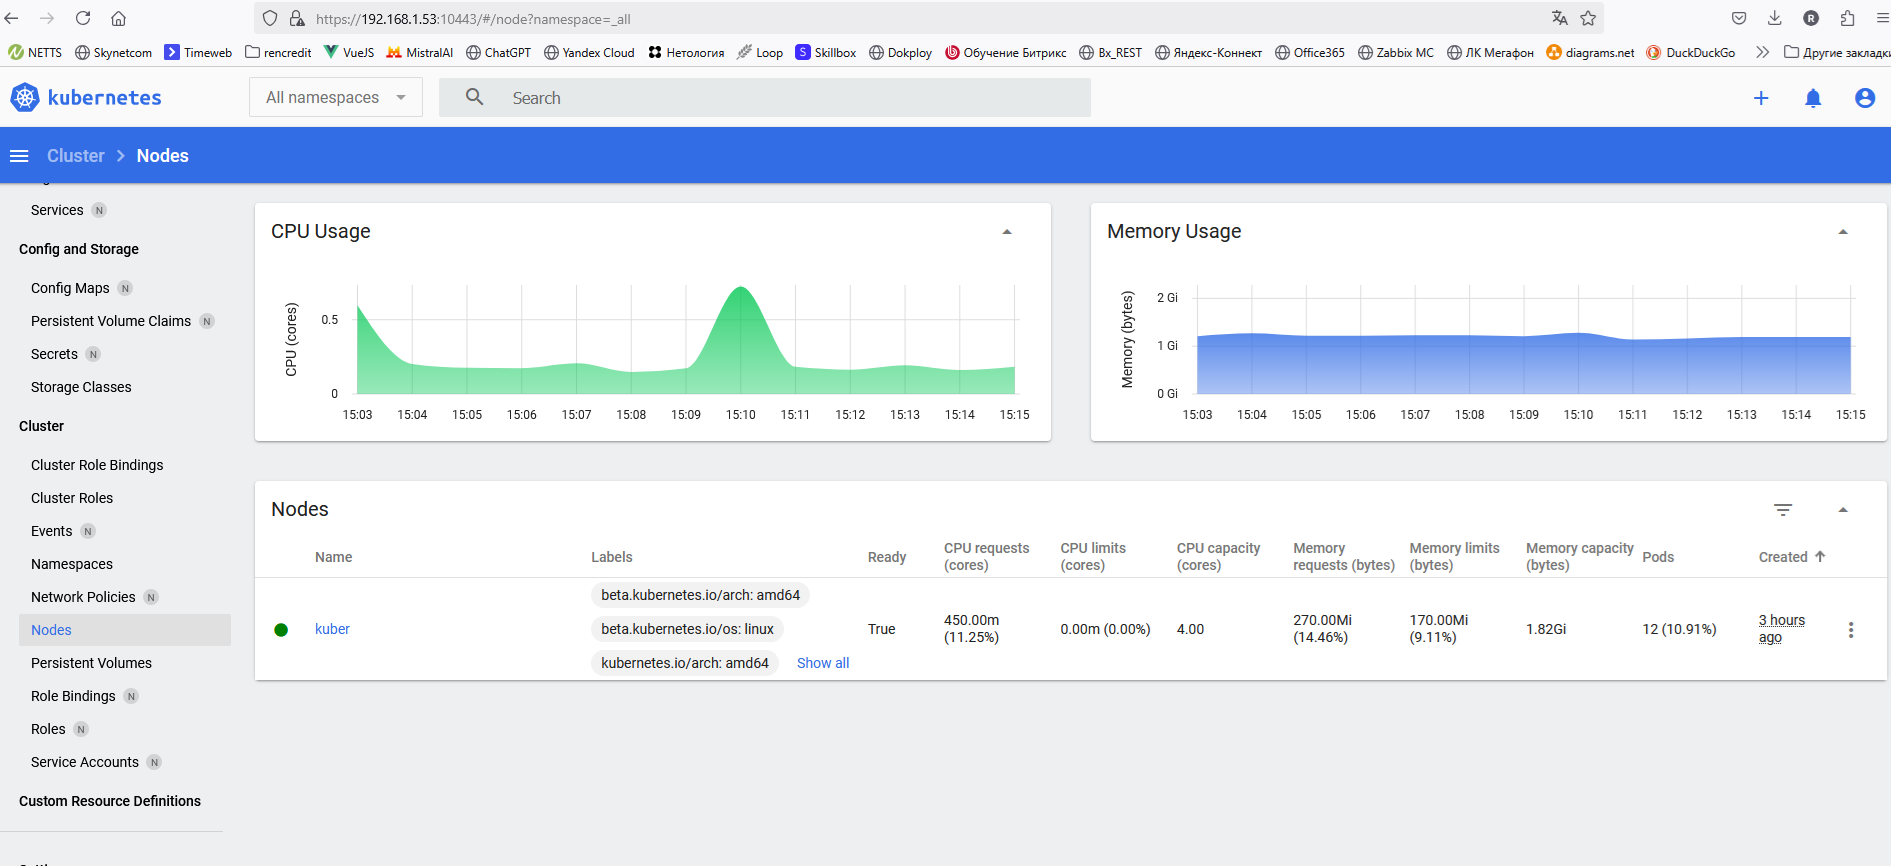 https://192.168.1.53:10443/#/node?namespace=_all
NETTS Skynetcom Timeweb rencredit VueJS MistralAI ChatGPT Yandex Cloud Нетология Loop Skillbox Dokploy Обучение Битрикс Bx_REST Яндекс-Коннект Office365 Zabbix MC ЛК Мегафон diagrams.net DuckDuckGo Другие закладки
kubernetes
All namespaces
Search
Cluster > Nodes
Services N
Config and Storage
Config Maps N
Persistent Volume Claims N
Secrets N
Storage Classes
Cluster
Cluster Role Bindings
Cluster Roles
Events N
Namespaces
Network Policies N
Nodes
Persistent Volumes
Role Bindings N
Roles N
Service Accounts N
Custom Resource Definitions
CPU Usage
CPU (cores)
0.5
0
15:03 15:04 15:05 15:06 15:07 15:08 15:09 15:10 15:11 15:12 15:13 15:14 15:15
Memory Usage
Memory (bytes)
2 Gi
1 Gi
0 Gi
15:03 15:04 15:05 15:06 15:07 15:08 15:09 15:10 15:11 15:12 15:13 15:14 15:15
Nodes
Name
Labels
Ready
CPU requests
(cores)
CPU limits
(cores)
CPU capacity
(cores)
Memory
requests (bytes)
Memory limits
(bytes)
Memory capacity
(bytes)
Pods
Created
kuber
beta.kubernetes.io/arch: amd64
beta.kubernetes.io/os: linux
kubernetes.io/arch: amd64
Show all
True
450.00m
(11.25%)
0.00m (0.00%)
4.00
270.00Mi
(14.46%)
170.00Mi
(9.11%)
1.82Gi
12 (10.91%)
3 hours
ago